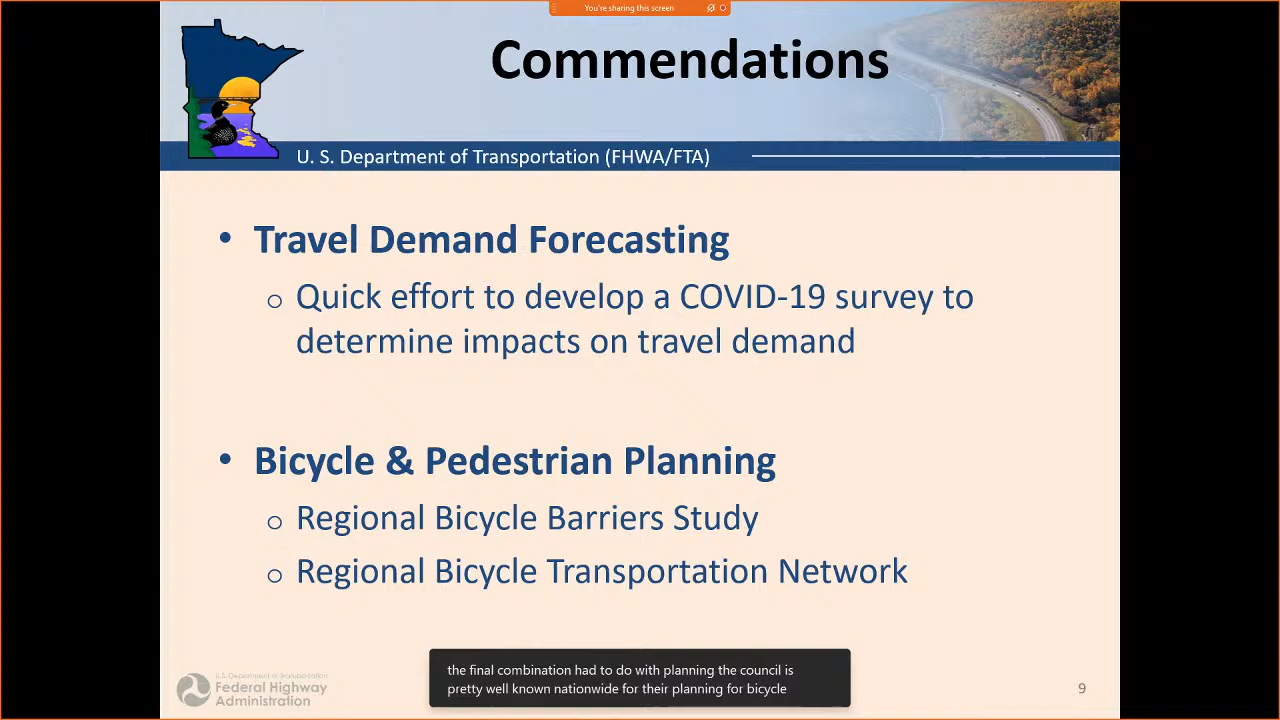 You're sharing this screen
Commendations
U. S. Department of Transportation (FHWA/FTA)
• Travel Demand Forecasting
o Quick effort to develop a COVID-19 survey to
determine impacts on travel demand
• Bicycle & Pedestrian Planning
o Regional Bicycle Barriers Study
o Regional Bicycle Transportation Network
the final combination had to do with planning the council is
pretty well known nationwide for their planning for bicycle
U.S. Department of Transportation
Federal Highway
Administration
9